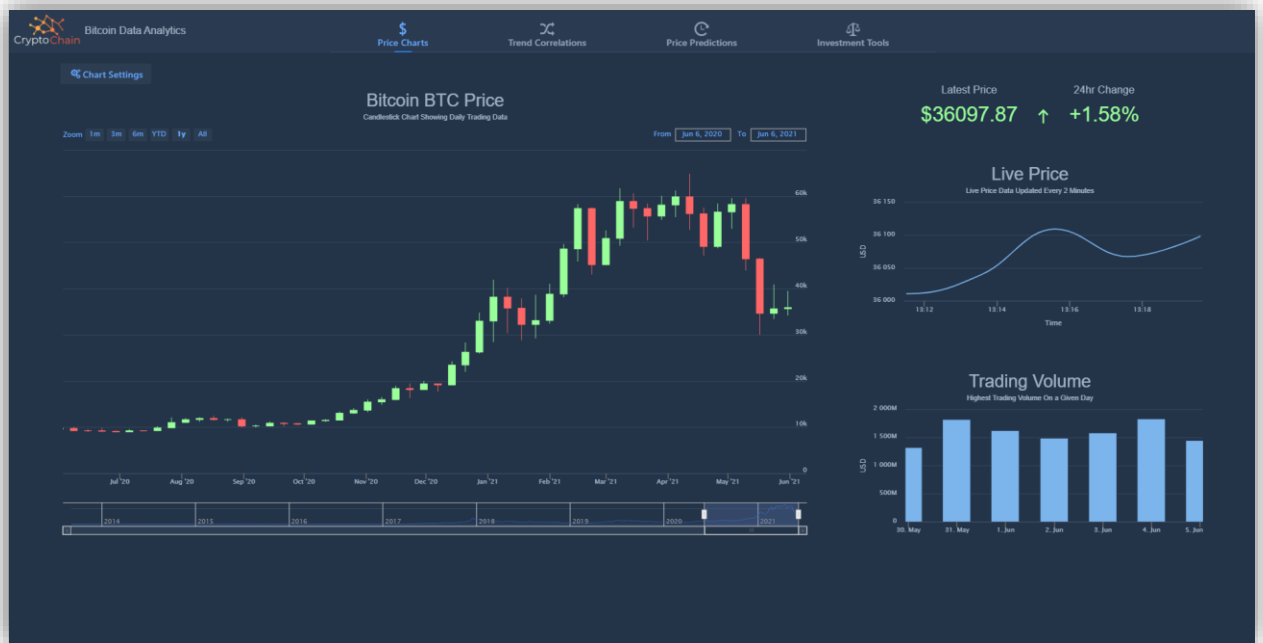 CryptoChain
Bitcoin Data Analytics
Price Charts
Trend Correlations
Price Predictions
Investment Tools
Chart Settings
Bitcoin BTC Price
Candlestick Chart Showing Daily Trading Data
Zoom 1m 3m 6m YTD 1y All
From Jun 6, 2020 To Jun 6, 2021
60k
50k
40k
30k
20k
10k
0
Jul '20 Aug '20 Sep '20 Oct '20 Nov '20 Dec '20 Jan '21 Feb '21 Mar '21 Apr '21 May '21 Jun '21
2014 2015 2016 2017 2018 2019 2020 2021
Latest Price
24hr Change
$36097.87 ↑ +1.58%
Live Price
Live Price Data Updated Every 2 Minutes
36 150
36 100
36 050
36 000
USD
13:12 13:14 13:16 13:18
Time
Trading Volume
Highest Trading Volume On a Given Day
2 000M
1 500M
1 000M
500M
0
USD
30. May 31. May 1. Jun 2. Jun 3. Jun 4. Jun 5. Jun